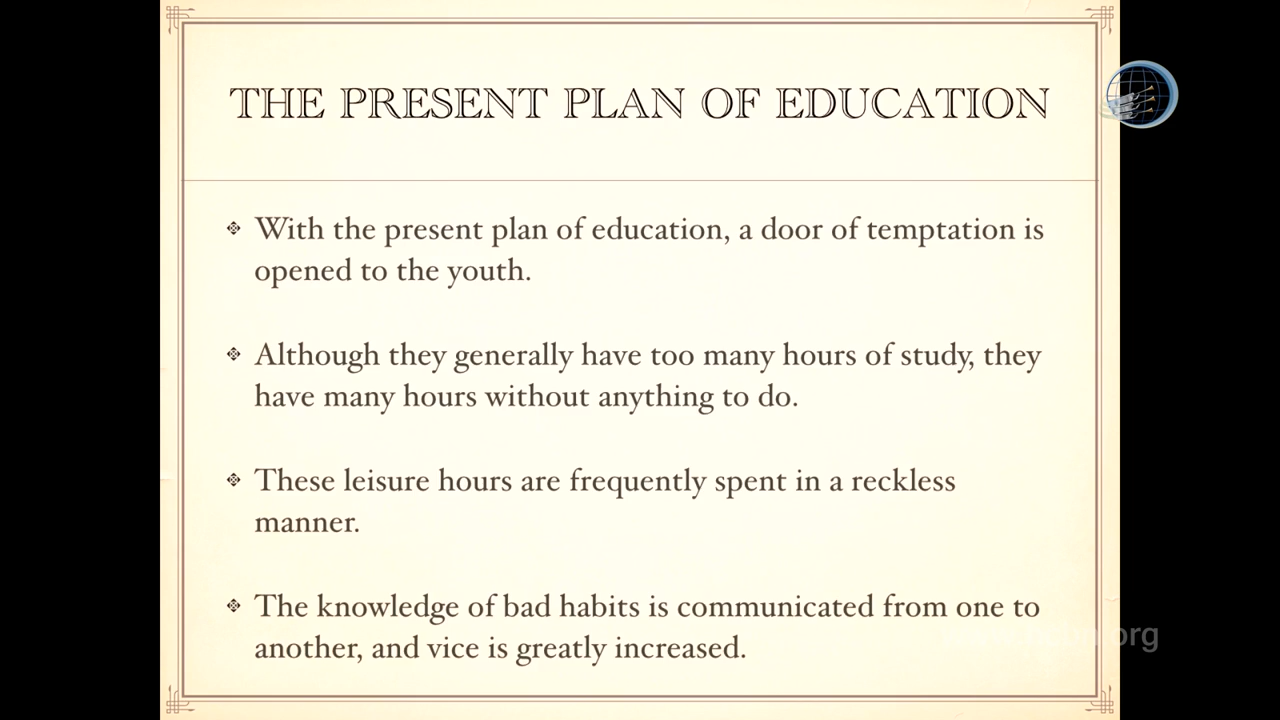 THE PRESENT PLAN OF EDUCATION
With the present plan of education, a door of temptation is
opened to the youth.
Although they generally have too many hours of study, they
have many hours without anything to do.
These leisure hours are frequently spent in a reckless
manner.
The knowledge of bad habits is communicated from one to
another, and vice is greatly increased.
.org